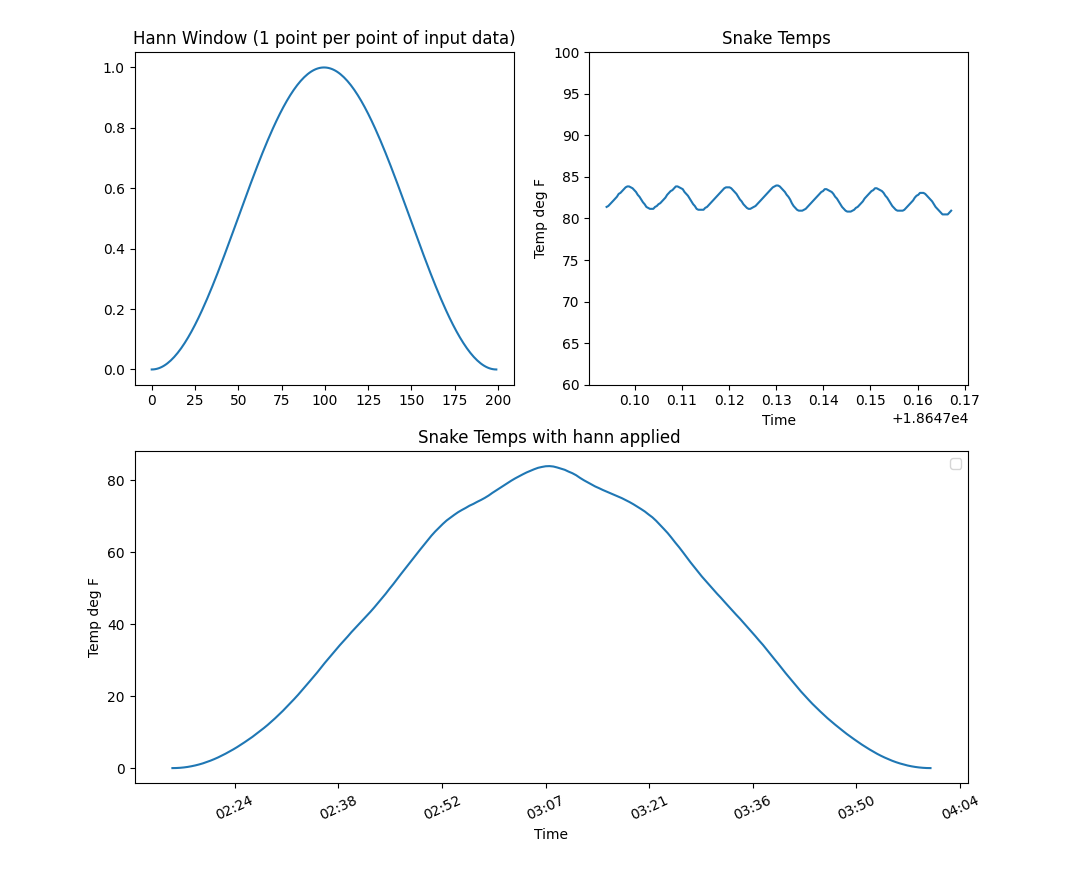 Hann Window (1 point per point of input data)
1.0
0.8
0.6
0.4
0.2
0.0
0 25 50 75 100 125 150 175 200
Snake Temps
100
95
90
85
80
75
70
65
60
Temp deg F
0.10 0.11 0.12 0.13 0.14 0.15 0.16 0.17
Time
+1.8647e4
Snake Temps with hann applied
80
60
40
20
0
Temp deg F
02:24 02:38 02:52 03:07 03:21 03:36 03:50 04:04
Time